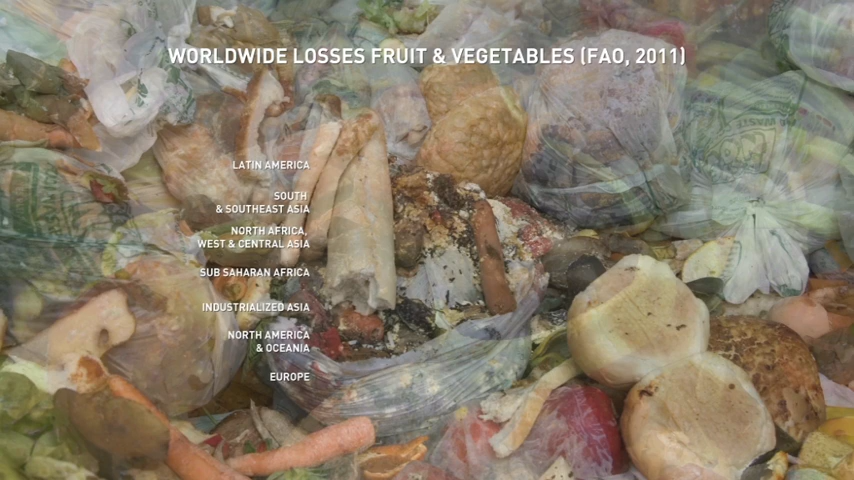 WORLDWIDE LOSSES FRUIT & VEGETABLES (FAO, 2011)
LATIN AMERICA
SOUTH
& SOUTHEAST ASIA
NORTH AFRICA,
WEST & CENTRAL ASIA
SUB SAHARAN AFRICA
INDUSTRIALIZED ASIA
NORTH AMERICA
& OCEANIA
EUROPE